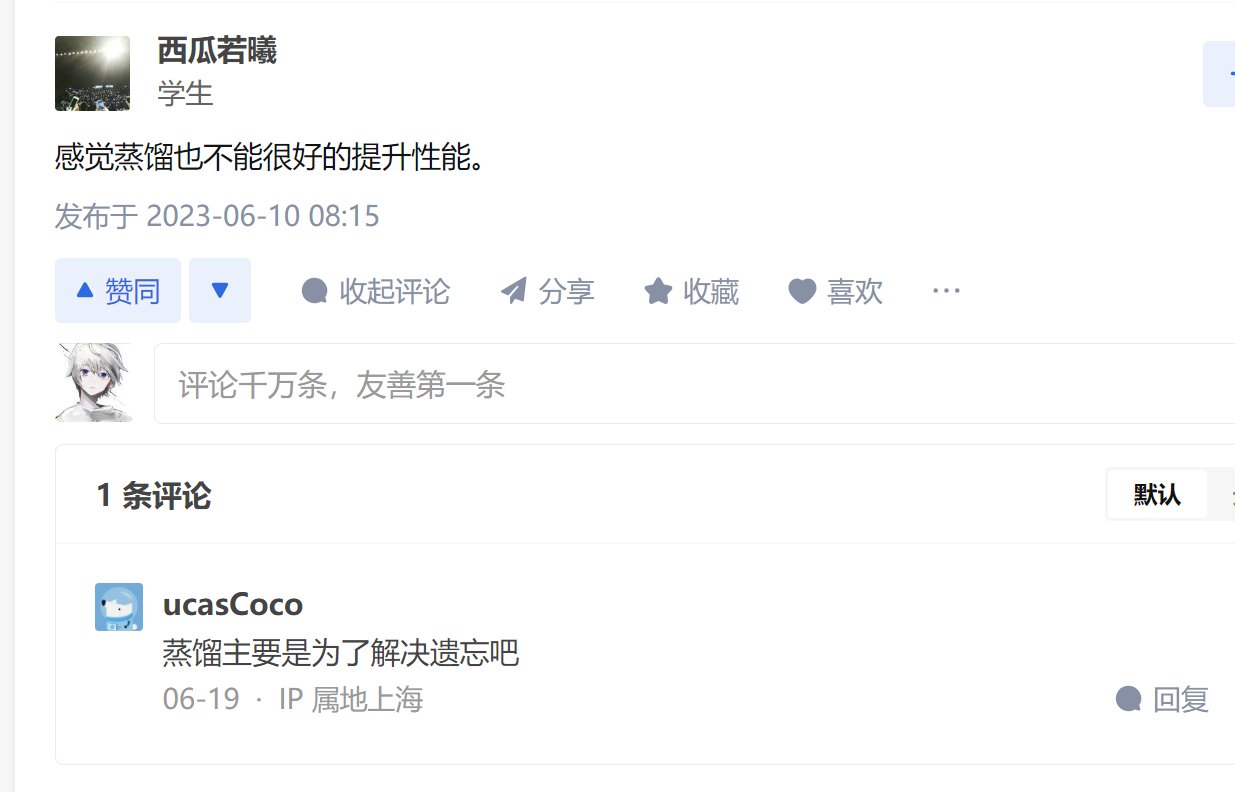 西瓜若曦
学生
感觉蒸馏也不能很好的提升性能。
发布于 2023-06-10 08:15
赞同 收起评论 分享 收藏 喜欢 ···
评论千万条，友善第一条
1 条评论 默认
ucasCoco
蒸馏主要是为了解决遗忘吧
06-19 · IP 属地上海 回复